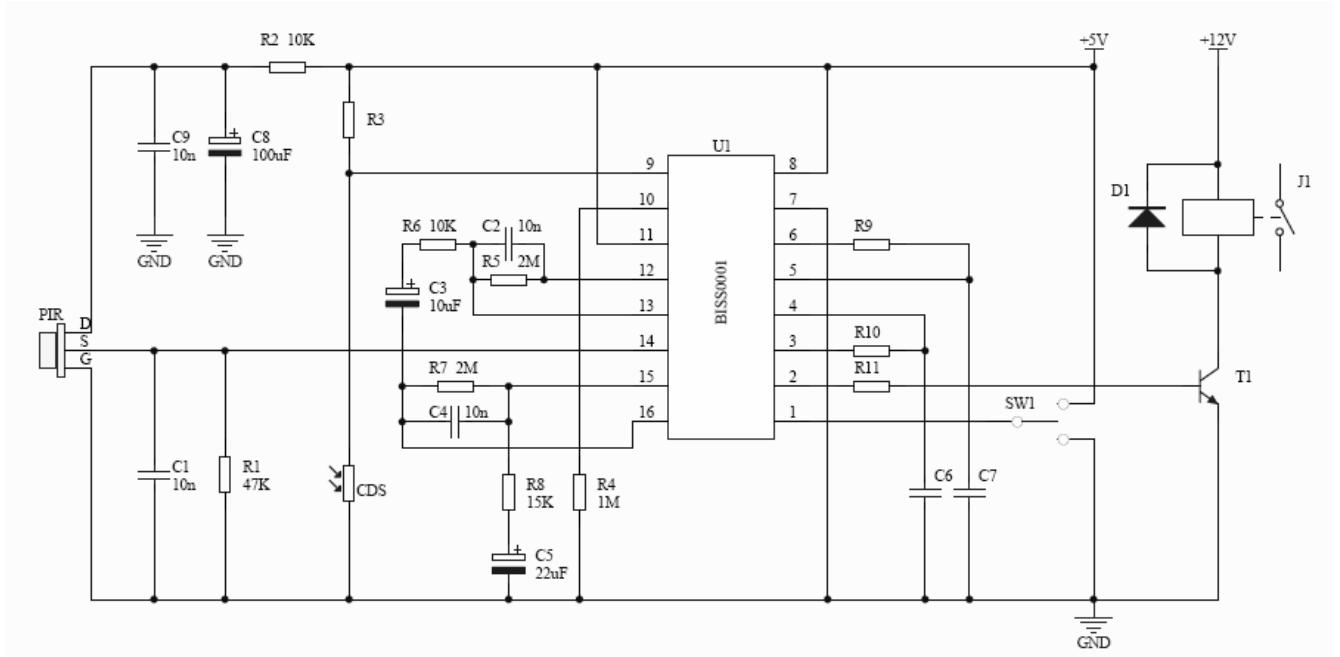 R2 10K
+5V
+12V
R3
C9
10n
C8
100uF
U1
9
8
D1
J1
10
7
R6 10K
C2
10n
R9
11
6
GND
GND
R5
2M
12
5
C3
10uF
BISS0001
13
4
PIR
D
S
G
R10
14
3
R7 2M
R11
15
2
T1
C4
10n
SW1
16
1
C1
10n
R1
47K
CDS
R8
15K
R4
1M
C6
C7
C5
22uF
GND